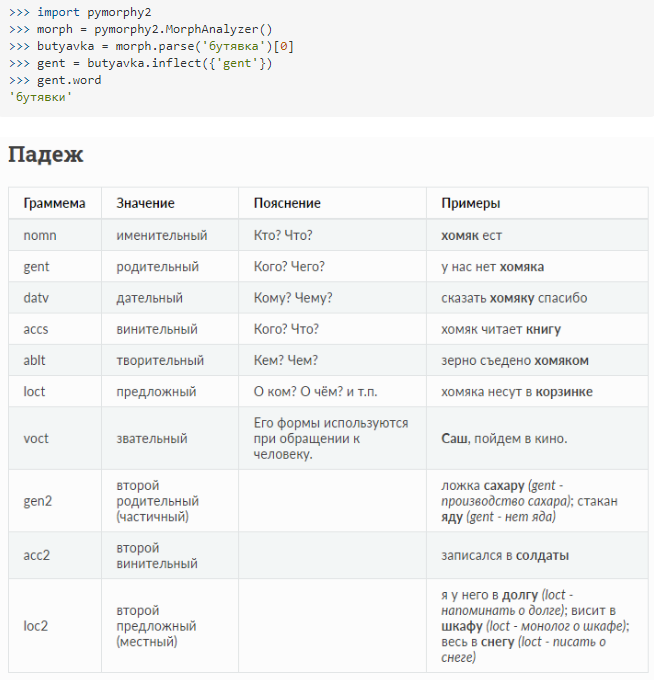 >>> import pymorphy2
>>> morph = pymorphy2.MorphAnalyzer()
>>> butyavka = morph.parse('бутявка')[0]
>>> gent = butyavka.inflect({'gent'})
>>> gent.word
'бутявки'
Падеж
Граммема Значение Пояснение Примеры
nomn именительный Кто? Что? хомяк ест
gent родительный Кого? Чего? у нас нет хомяка
datv дательный Кому? Чему? сказать хомяку спасибо
accs винительный Кого? Что? хомяк читает книгу
ablt творительный Кем? Чем? зерно съедено хомяком
loct предложный О ком? О чём? и т.п. хомяка несут в корзинке
voct звательный Его формы используются
при обращении к
человеку. Саш, пойдем в кино.
gen2 второй
родительный
(частичный) ложка сахару (gent -
производство сахара); стакан
яду (gent - нет яда)
acc2 второй
винительный записался в солдаты
loc2 второй
предложный
(местный) я у него в долгу (loct -
напоминать о долге); висит в
шкафу (loct - монолог о шкафе);
весь в снегу (loct - писать о
снеге)